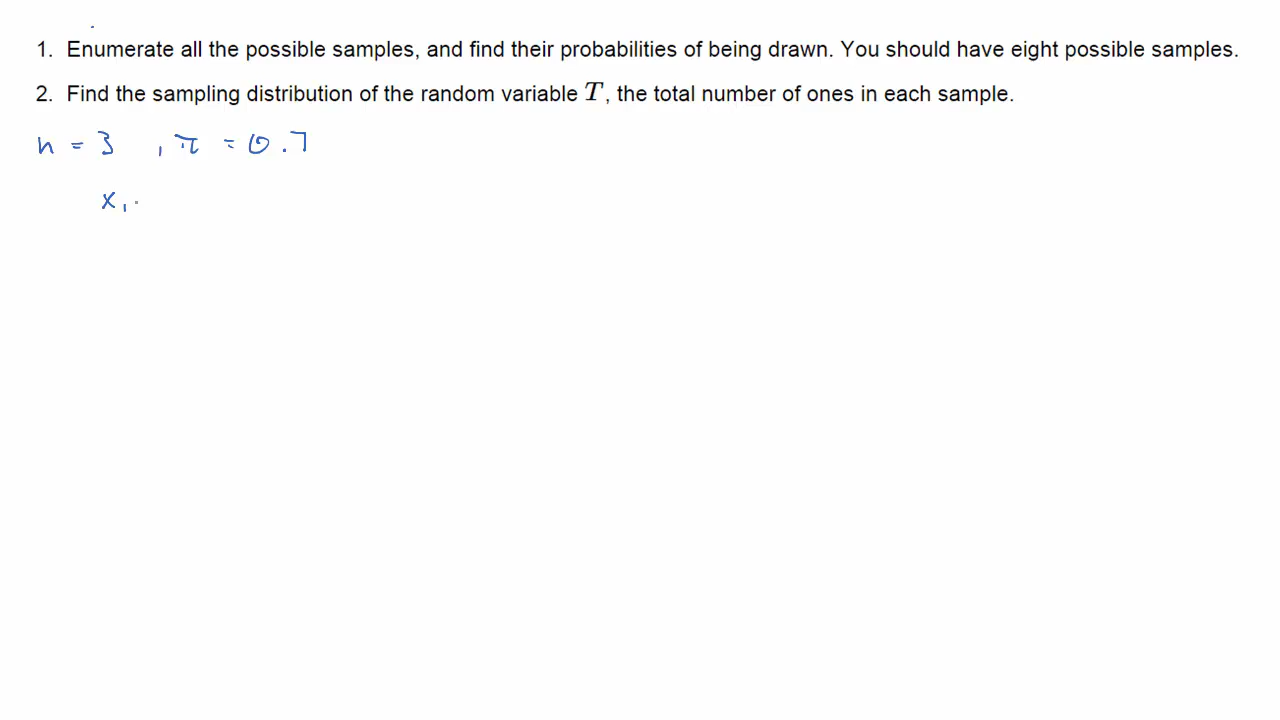 1. Enumerate all the possible samples, and find their probabilities of being drawn. You should have eight possible samples.
2. Find the sampling distribution of the random variable T, the total number of ones in each sample.
n = 3 , π = 0.7
x₁